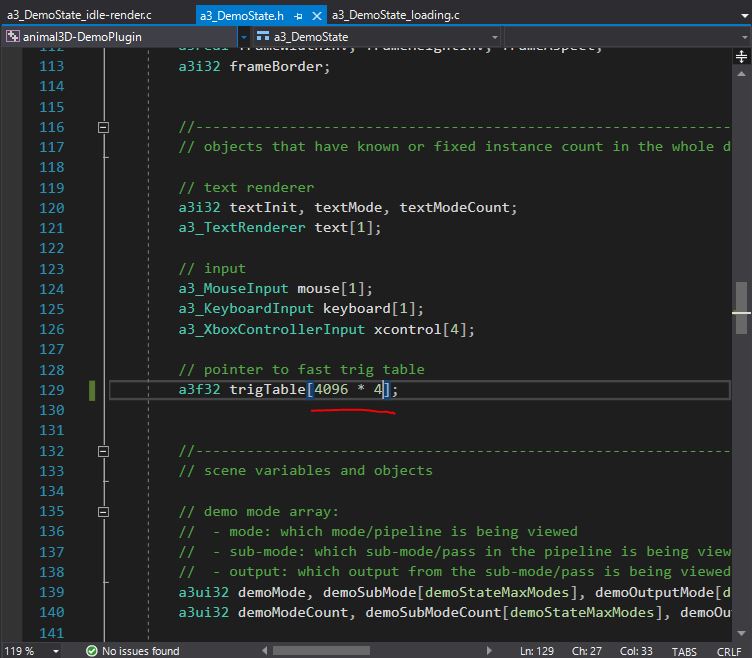 a3_DemoState_idle-render.c
a3_DemoState.h
a3_DemoState_loading.c
animal3D-DemoPlugin
a3_DemoState
112 a3real frameWidthInv, frameHeightInv, frameAspect;
113 a3i32 frameBorder;
114
115
116 //---------------------------------------------------------------
117 // objects that have known or fixed instance count in the whole d
118
119 // text renderer
120 a3i32 textInit, textMode, textModeCount;
121 a3_TextRenderer text[1];
122
123 // input
124 a3_MouseInput mouse[1];
125 a3_KeyboardInput keyboard[1];
126 a3_XboxControllerInput xcontrol[4];
127
128 // pointer to fast trig table
129 a3f32 trigTable[4096 * 4];
130
131
132 //---------------------------------------------------------------
133 // scene variables and objects
134
135 // demo mode array:
136 //  - mode: which mode/pipeline is being viewed
137 //  - sub-mode: which sub-mode/pass in the pipeline is being view
138 //  - output: which output from the sub-mode/pass is being viewed
139 a3ui32 demoMode, demoSubMode[demoStateMaxModes], demoOutputMode[d
140 a3ui32 demoModeCount, demoSubModeCount[demoStateMaxModes], demoOu
141
119 %
No issues found
Ln: 129
Ch: 27
Col: 33
TABS
CRLF